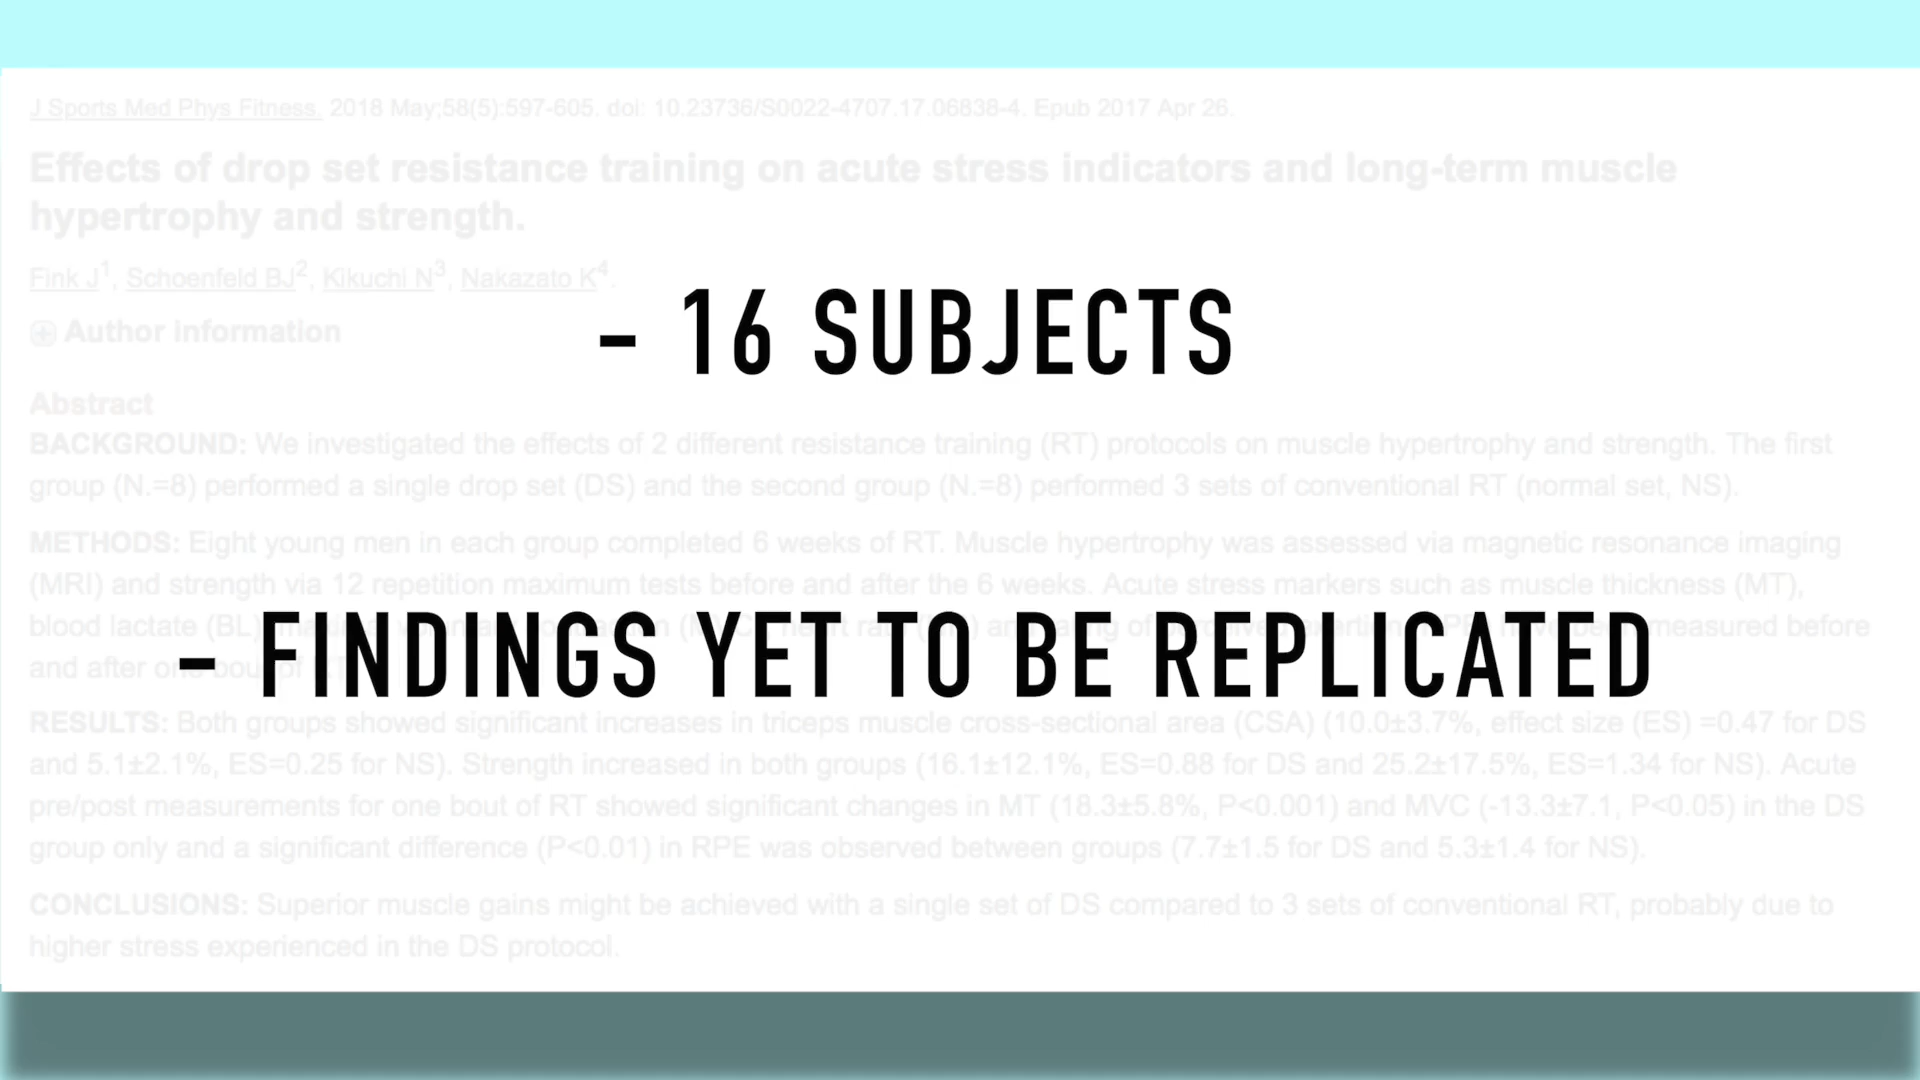 J Sports Med Phys Fitness. 2018 May;58(5):597-605. doi: 10.23736/S0022-4707.17.06838-4. Epub 2017 Apr 26.
Effects of drop set resistance training on acute stress indicators and long-term muscle
hypertrophy and strength.
Fink J1, Schoenfeld BJ2, Kikuchi N3, Nakazato K4.
- 16 SUBJECTS
Author information
Abstract
BACKGROUND: We investigated the effects of 2 different resistance training (RT) protocols on muscle hypertrophy and strength. The first
group (N.=8) performed a single drop set (DS) and the second group (N.=8) performed 3 sets of conventional RT (normal set, NS).
METHODS: Eight young men in each group completed 6 weeks of RT. Muscle hypertrophy was assessed via magnetic resonance imaging
(MRI) and strength via 12 repetition maximum tests before and after the 6 weeks. Acute stress markers such as muscle thickness (MT),
blood lactate (BL) measured before
- FINDINGS YET TO BE REPLICATED
and after one bout of RT
RESULTS: Both groups showed significant increases in triceps muscle cross-sectional area (CSA) (10.0±3.7%, effect size (ES) =0.47 for DS
and 5.1±2.1%, ES=0.25 for NS). Strength increased in both groups (16.1±12.1%, ES=0.88 for DS and 25.2±17.5%, ES=1.34 for NS). Acute
pre/post measurements for one bout of RT showed significant changes in MT (18.3±5.8%, P<0.001) and MVC (-13.3±7.1, P<0.05) in the DS
group only and a significant difference (P<0.01) in RPE was observed between groups (7.7±1.5 for DS and 5.3±1.4 for NS).
CONCLUSIONS: Superior muscle gains might be achieved with a single set of DS compared to 3 sets of conventional RT, probably due to
higher stress experienced in the DS protocol.